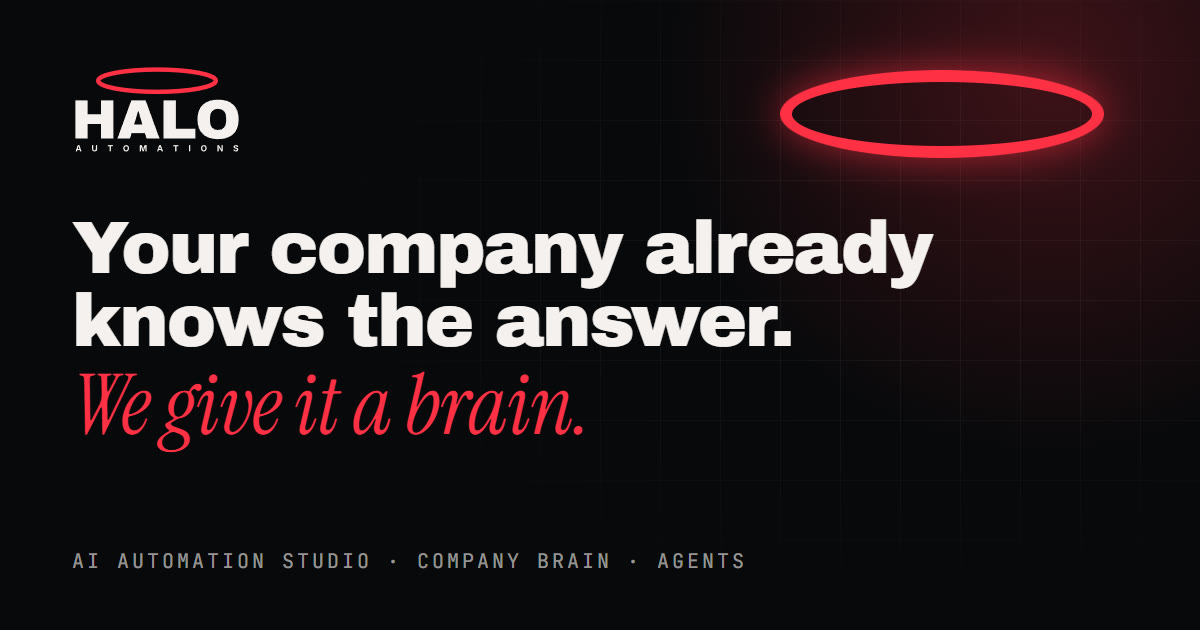 HALO
AUTOMATIONS
Your company already
knows the answer.
We give it a brain.
AI AUTOMATION STUDIO · COMPANY BRAIN · AGENTS